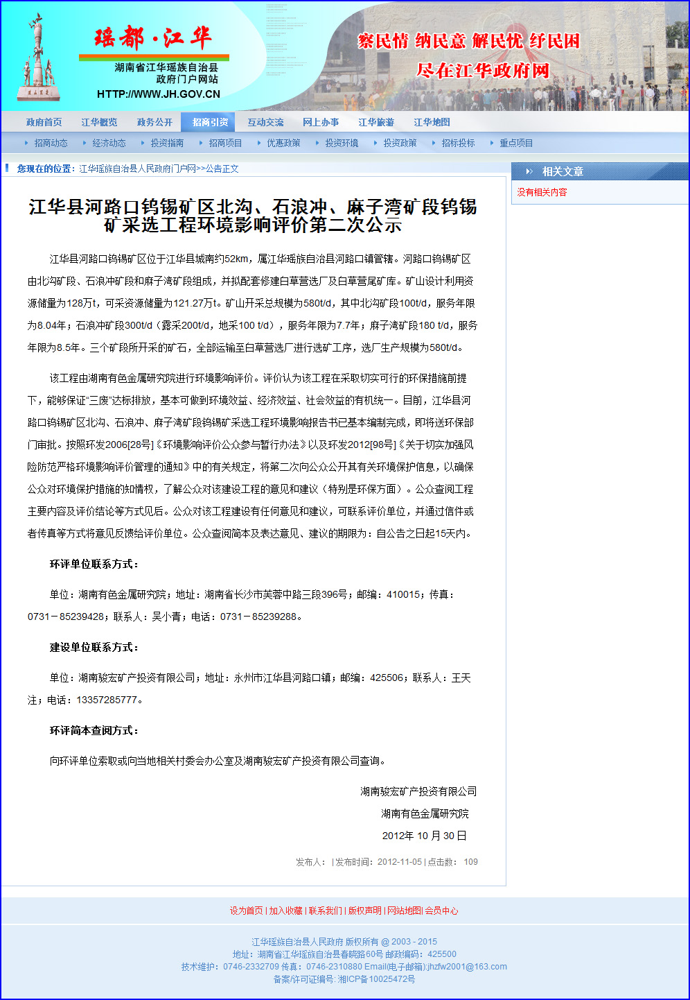 瑶都·江华
湖南省江华瑶族自治县
政府门户网站
HTTP://WWW.JH.GOV.CN
察民情 纳民意 解民忧 纾民困
尽在江华政府网
政府首页 江华概览 政务公开 招商引资 互动交流 网上办事 江华旅游 江华地图
招商动态 经济动态 投资指南 招商项目 优惠政策 投资环境 投资政策 招标投标 重点项目
您现在的位置：江华瑶族自治县人民政府门户网>>公告正文
相关文章
没有相关内容
江华县河路口钨锡矿区北沟、石浪冲、麻子湾矿段钨锡
矿采选工程环境影响评价第二次公示
江华县河路口钨锡矿区位于江华县城南约52km，属江华瑶族自治县河路口镇管辖。河路口钨锡矿区
由北沟矿段、石浪冲矿段和麻子湾矿段组成，并拟配套修建白草营选厂及白草营尾矿库。矿山设计利用资
源储量为128万t，可采资源储量为121.27万t。矿山开采总规模为580t/d，其中北沟矿段100t/d，服务年限
为8.04年；石浪冲矿段300t/d（露采200t/d，地采100 t/d），服务年限为7.7年；麻子湾矿段180 t/d，服务
年限为8.5年。三个矿段所开采的矿石，全部运输至白草营选厂进行选矿工序，选厂生产规模为580t/d。
该工程由湖南有色金属研究院进行环境影响评价。评价认为该工程在采取切实可行的环保措施前提
下，能够保证“三废”达标排放，基本可做到环境效益、经济效益、社会效益的有机统一。目前，江华县河
路口钨锡矿区北沟、石浪冲、麻子湾矿段钨锡矿采选工程环境影响报告书已基本编制完成，即将送环保部
门审批。按照环发2006[28号]《环境影响评价公众参与暂行办法》以及环发2012[98号]《关于切实加强风
险防范严格环境影响评价管理的通知》中的有关规定，将第二次向公众公开其有关环境保护信息，以确保
公众对环境保护措施的知情权，了解公众对该建设工程的意见和建议（特别是环保方面）。公众查阅工程
主要内容及评价结论等方式见后。公众对该工程建设有任何意见和建议，可联系评价单位，并通过信件或
者传真等方式将意见反馈给评价单位。公众查阅简本及表达意见、建议的期限为：自公告之日起15天内。
环评单位联系方式：
单位：湖南有色金属研究院；地址：湖南省长沙市芙蓉中路三段396号；邮编：410015；传真：
0731－85239428；联系人：吴小青；电话：0731－85239288。
建设单位联系方式：
单位：湖南骏宏矿产投资有限公司；地址：永州市江华县河路口镇；邮编：425506；联系人：王天
注；电话：13357285777。
环评简本查阅方式：
向环评单位索取或向当地相关村委会办公室及湖南骏宏矿产投资有限公司查询。
湖南骏宏矿产投资有限公司
湖南有色金属研究院
2012年 10 月 30 日
发布人： | 发布时间：2012-11-05 | 点击数： 109
设为首页 | 加入收藏 | 联系我们 | 版权声明 | 网站地图| 会员中心
江华瑶族自治县人民政府 版权所有 @ 2003 - 2015
地址：湖南省江华瑶族自治县春晓路60号 邮政编码：425500
技术维护：0746-2332709 传真：0746-2310880 Email(电子邮箱):jhzfw2001@163.com
备案/许可证编号: 湘ICP备10025472号